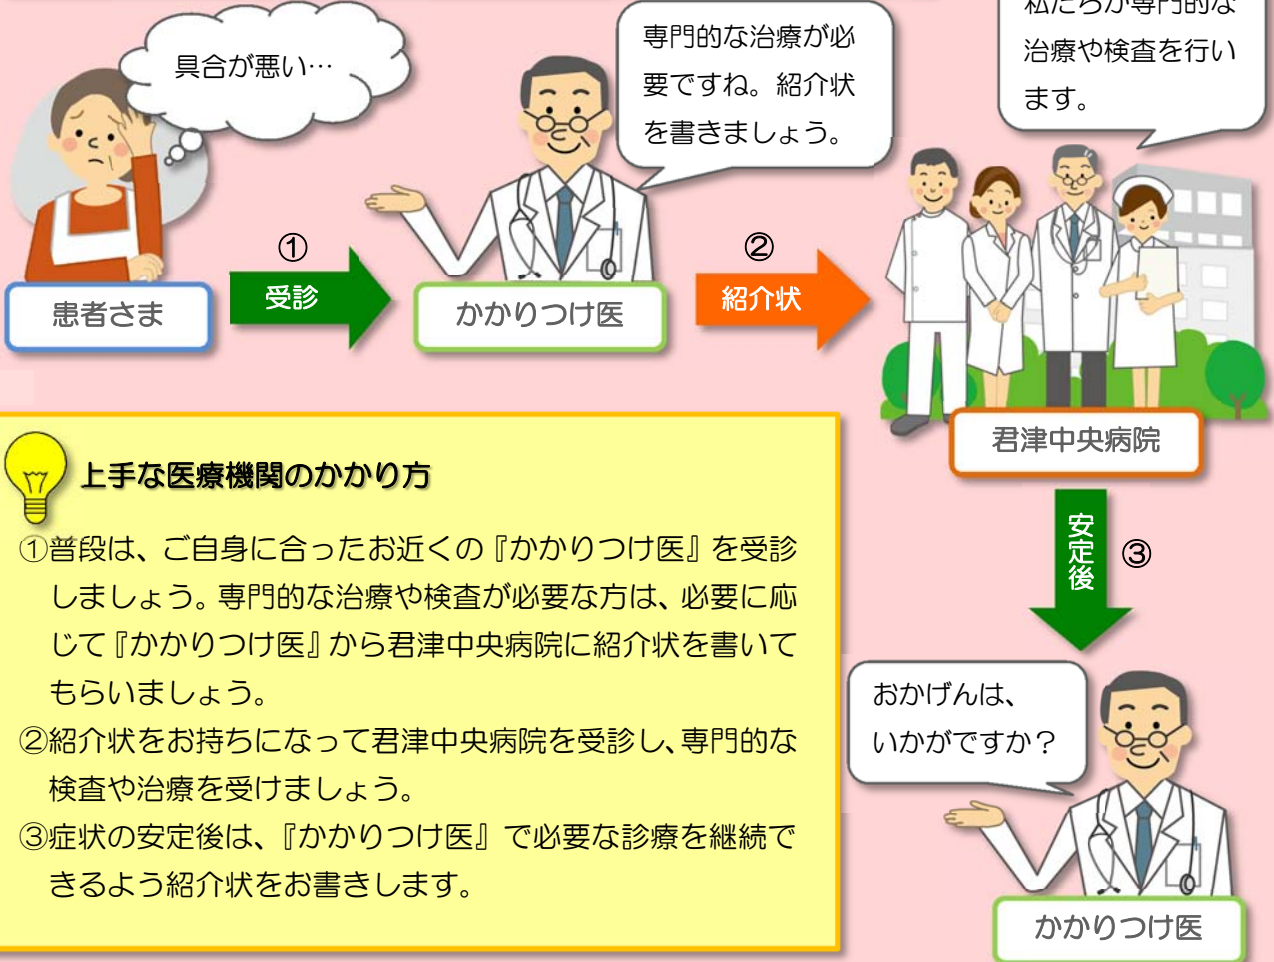 具合が悪い…
専門的な治療が必
要ですね。紹介状
を書きましょう。
私たちが専門的な
治療や検査を行い
ます。
①
受診
②
紹介状
患者さま
かかりつけ医
君津中央病院
安定後
③
おかげんは、
いかがですか？
かかりつけ医
上手な医療機関のかかり方
①普段は、ご自身に合ったお近くの『かかりつけ医』を受診
しましょう。専門的な治療や検査が必要な方は、必要に応
じて『かかりつけ医』から君津中央病院に紹介状を書いて
もらいましょう。
②紹介状をお持ちになって君津中央病院を受診し、専門的な
検査や治療を受けましょう。
③症状の安定後は、『かかりつけ医』で必要な診療を継続で
きるよう紹介状をお書きします。